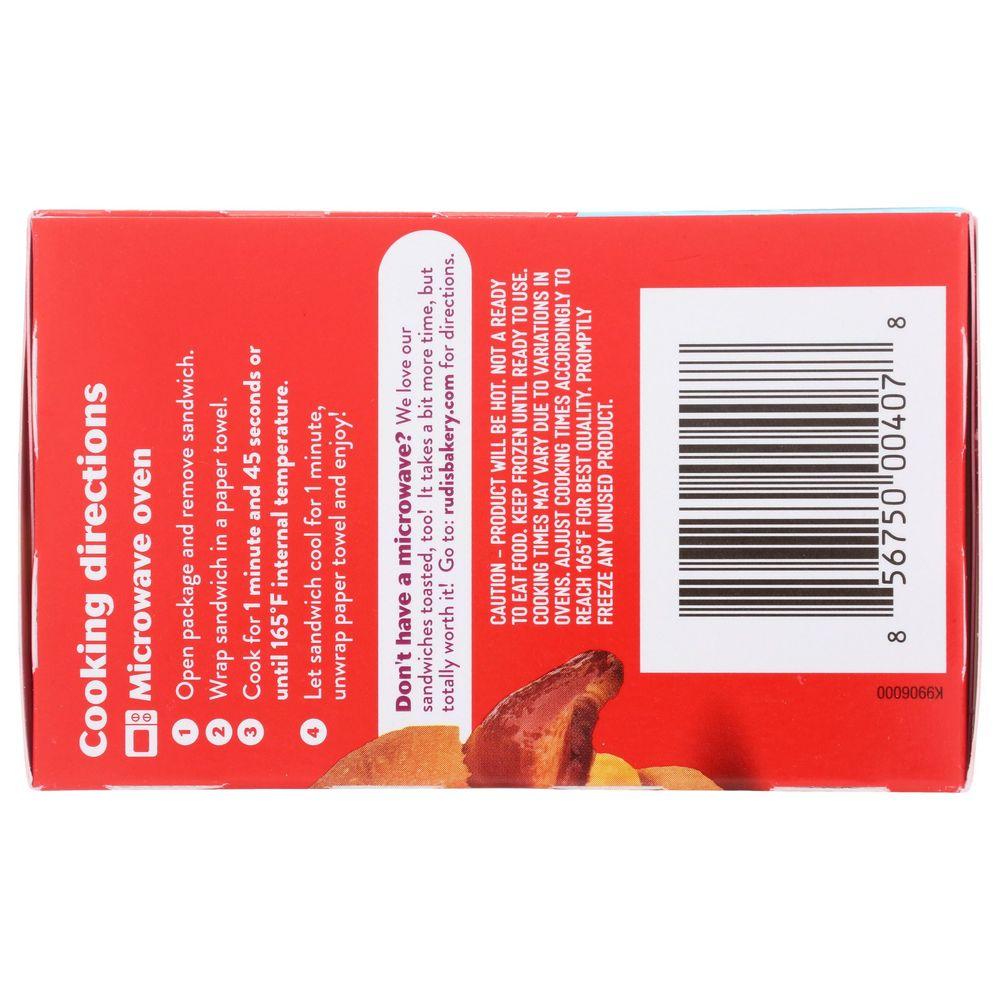 Cooking directions
Microwave oven
1 Open package and remove sandwich.
2 Wrap sandwich in a paper towel.
3 Cook for 1 minute and 45 seconds or
until 165°F internal temperature.
4 Let sandwich cool for 1 minute,
unwrap paper towel and enjoy!
Don't have a microwave? We love our
sandwiches toasted, too! It takes a bit more time, but
totally worth it! Go to: rudisbakery.com for directions.
CAUTION – PRODUCT WILL BE HOT. NOT A READY
TO EAT FOOD. KEEP FROZEN UNTIL READY TO USE.
COOKING TIMES MAY VARY DUE TO VARIATIONS IN
OVENS. ADJUST COOKING TIMES ACCORDINGLY TO
REACH 165°F FOR BEST QUALITY. PROMPTLY
FREEZE ANY UNUSED PRODUCT.
8 56750 00407 8
K9906000